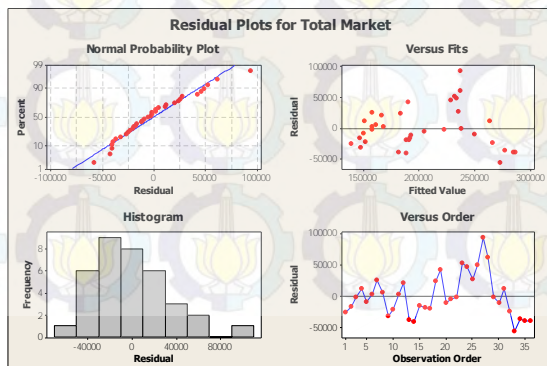 Residual Plots for Total Market
Normal Probability Plot
Versus Fits
99
90
50
10
1
Percent
-100000 -50000 0 50000 100000
Residual
100000
50000
0
-50000
Residual
150000 200000 250000 300000
Fitted Value
Histogram
Versus Order
8
6
4
2
0
Frequency
-40000 0 40000 80000
Residual
100000
50000
0
-50000
Residual
1 5 10 15 20 25 30 35
Observation Order